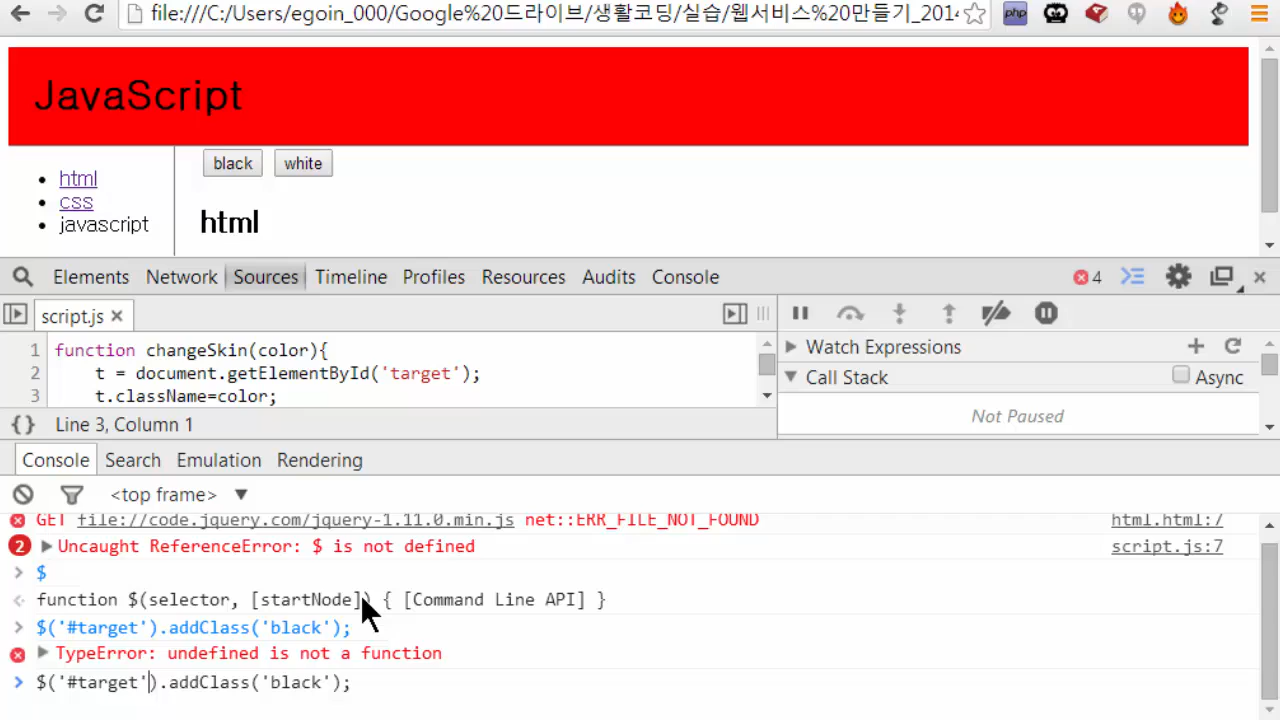 file:///C:/Users/egoin_000/Google%20드라이브/생활코딩/실습/웹서비스%20만들기_2014
php
JavaScript
black white
html
css
javascript
html
Elements Network Sources Timeline Profiles Resources Audits Console 4
script.js ×
1 function changeSkin(color){
2 t = document.getElementById('target');
3 t.className=color;
{} Line 3, Column 1
Watch Expressions
Call Stack Async
Not Paused
Console Search Emulation Rendering
<top frame> ▼
GET file://code.jquery.com/jquery-1.11.0.min.js net::ERR_FILE_NOT_FOUND html.html:7
2 Uncaught ReferenceError: $ is not defined script.js:7
> $
function $(selector, [startNode]) { [Command Line API] }
> $('#target').addClass('black');
TypeError: undefined is not a function
> $('#target').addClass('black');